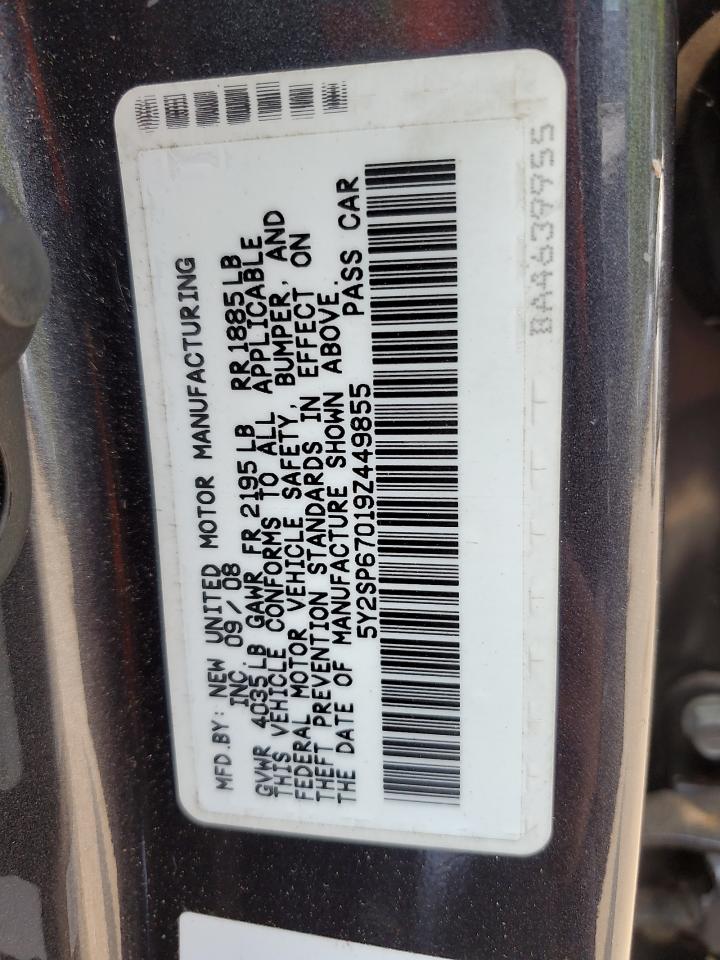 MFD.BY: NEW UNITED MOTOR MANUFACTURING
INC. 09/08
GVWR 4035LB GAWR FR 2195LB RR 1885LB
THIS VEHICLE CONFORMS TO ALL APPLICABLE
FEDERAL MOTOR VEHICLE SAFETY, BUMPER, AND
THEFT PREVENTION STANDARDS IN EFFECT ON
THE DATE OF MANUFACTURE SHOWN ABOVE.
5Y2SP67019Z449855 PASS CAR
T T T T T BA4639955